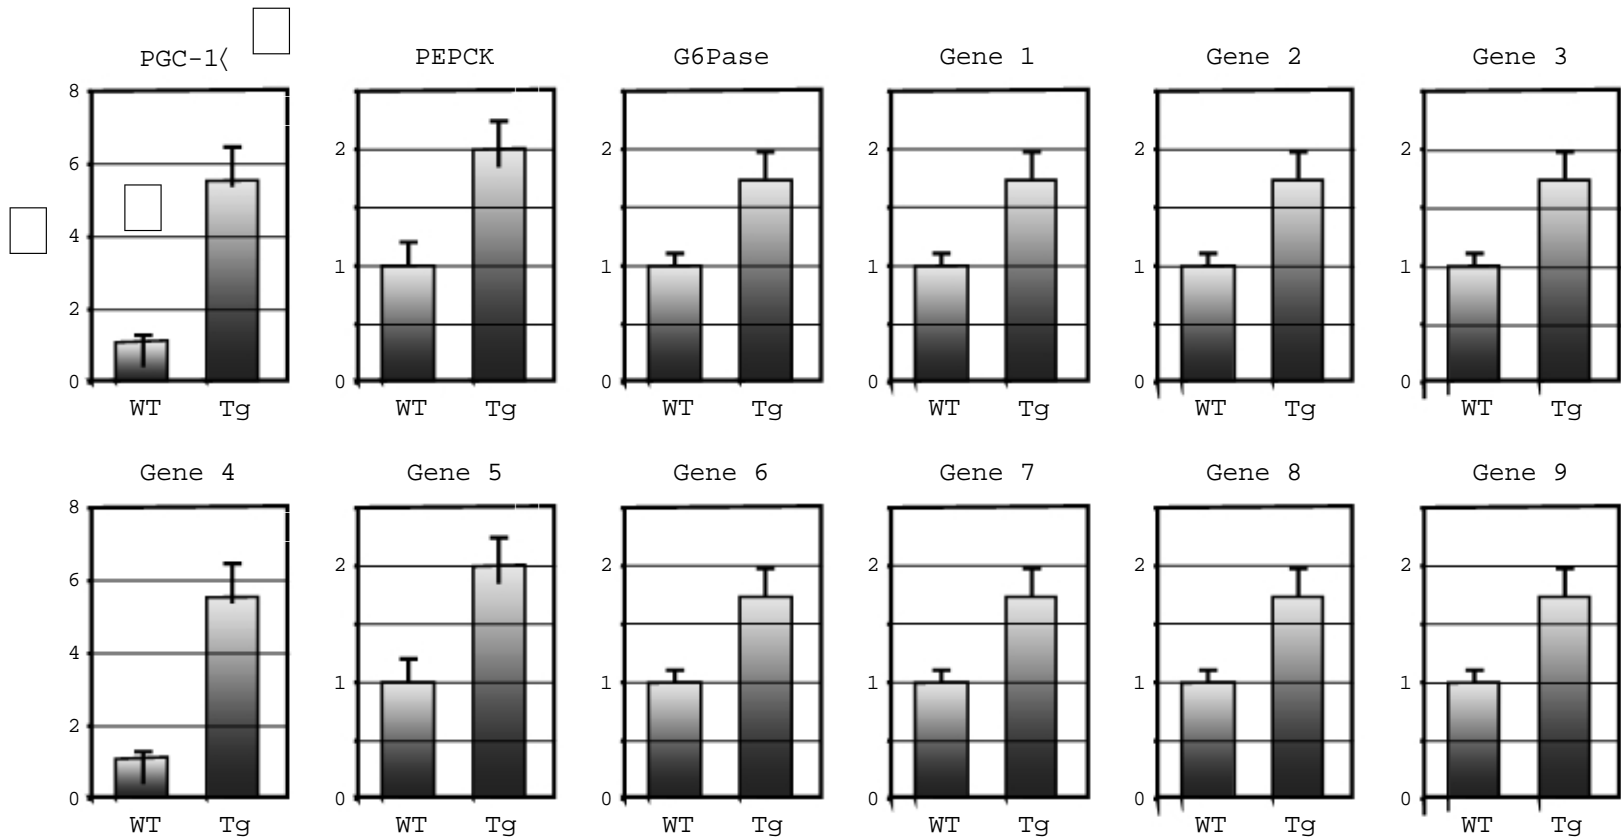 PGC-1〈 PEPCK G6Pase Gene 1 Gene 2 Gene 3
8
6 2 2 2 2 2
4
2 1 1 1 1 1
0 0 0 0 0 0
WT Tg WT Tg WT Tg WT Tg WT Tg WT Tg
Gene 4 Gene 5 Gene 6 Gene 7 Gene 8 Gene 9
8
6 2 2 2 2 2
4
2 1 1 1 1 1
0 0 0 0 0 0
WT Tg WT Tg WT Tg WT Tg WT Tg WT Tg